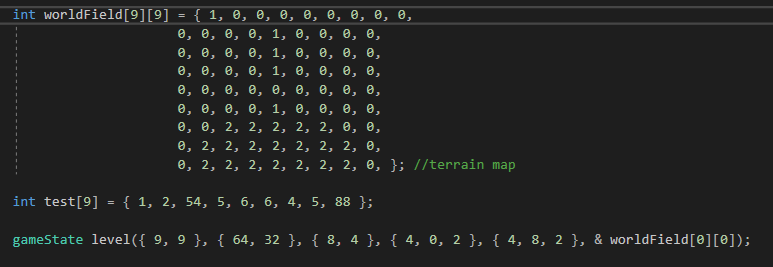 int worldField[9][9] = { 1, 0, 0, 0, 0, 0, 0, 0, 0,
0, 0, 0, 0, 1, 0, 0, 0, 0,
0, 0, 0, 0, 1, 0, 0, 0, 0,
0, 0, 0, 0, 1, 0, 0, 0, 0,
0, 0, 0, 0, 0, 0, 0, 0, 0,
0, 0, 0, 0, 1, 0, 0, 0, 0,
0, 0, 2, 2, 2, 2, 2, 0, 0,
0, 2, 2, 2, 2, 2, 2, 2, 0,
0, 2, 2, 2, 2, 2, 2, 2, 0, }; //terrain map
int test[9] = { 1, 2, 54, 5, 6, 6, 4, 5, 88 };
gameState level({ 9, 9 }, { 64, 32 }, { 8, 4 }, { 4, 0, 2 }, { 4, 8, 2 }, & worldField[0][0]);